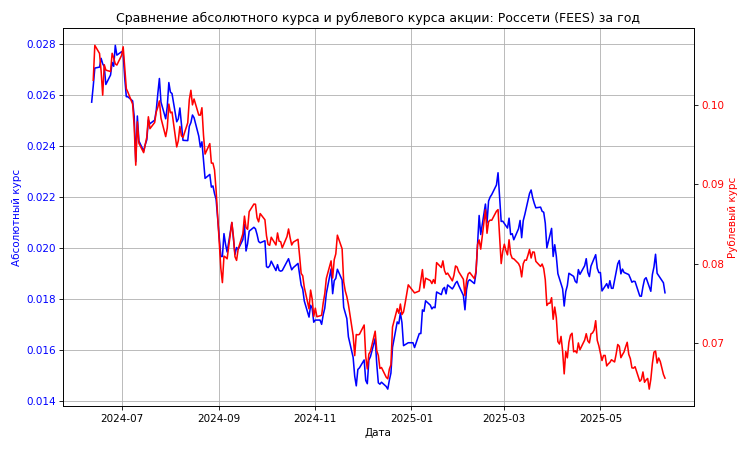 Сравнение абсолютного курса и рублевого курса акции: Россети (FEES) за год
Абсолютный курс
0.028
0.026
0.024
0.022
0.020
0.018
0.016
0.014
0.10
0.09
0.08
0.07
Рублевый курс
2024-07 2024-09 2024-11 2025-01 2025-03 2025-05
Дата